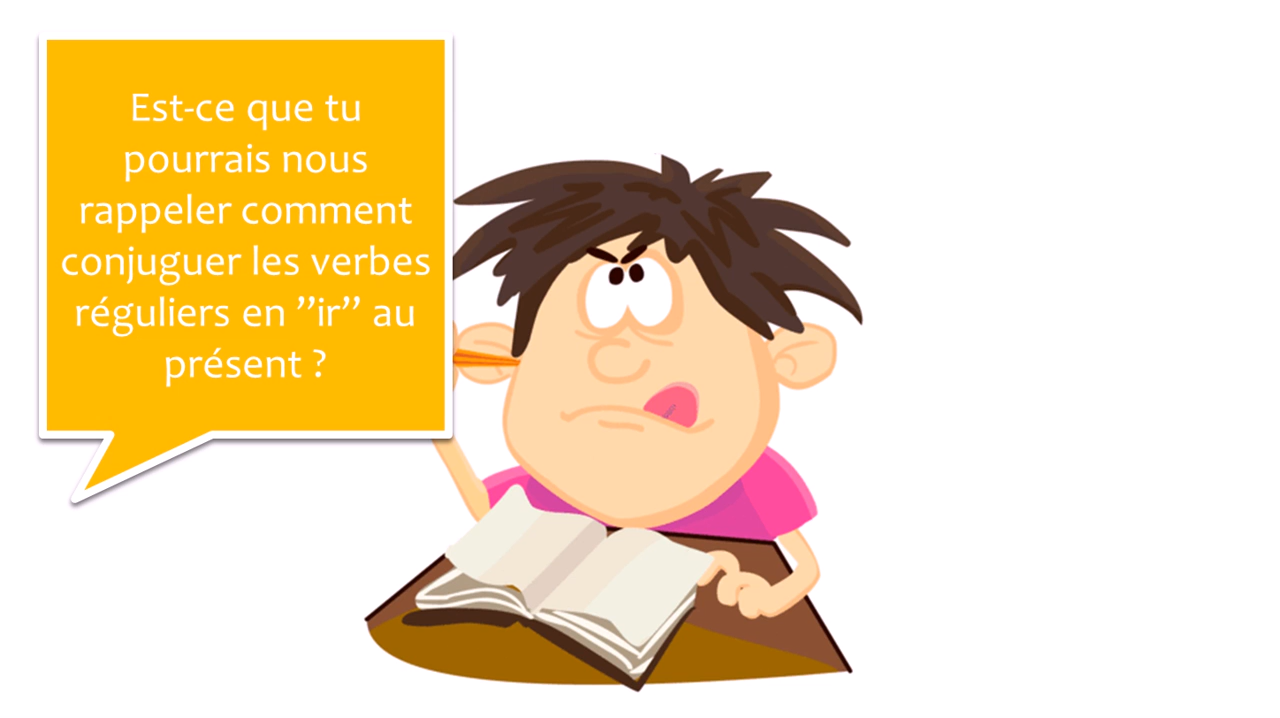 Est-ce que tu
pourrais nous
rappeler comment
conjuguer les verbes
réguliers en ”ir” au
présent ?